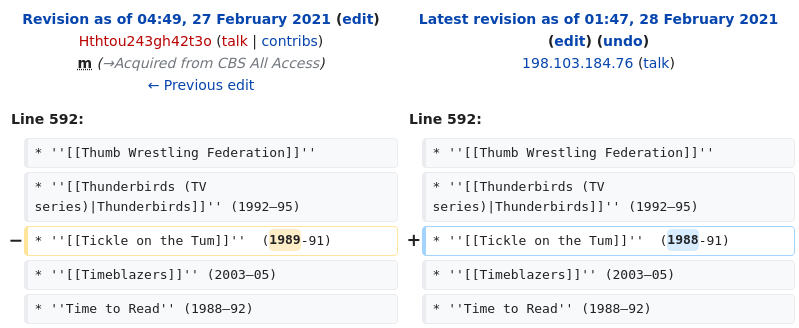 Revision as of 04:49, 27 February 2021 (edit)
Hthtou243gh42t3o (talk | contribs)
m (→Acquired from CBS All Access)
← Previous edit
Latest revision as of 01:47, 28 February 2021
(edit) (undo)
198.103.184.76 (talk)
Line 592:
Line 592:
* ''[[Thumb Wrestling Federation]]''
* ''[[Thumb Wrestling Federation]]''
* ''[[Thunderbirds (TV
series)|Thunderbirds]]'' (1992–95)
* ''[[Thunderbirds (TV
series)|Thunderbirds]]'' (1992–95)
− * ''[[Tickle on the Tum]]''  (1989-91)
+ * ''[[Tickle on the Tum]]''  (1988-91)
* ''[[Timeblazers]]'' (2003–05)
* ''[[Timeblazers]]'' (2003–05)
* ''Time to Read'' (1988–92)
* ''Time to Read'' (1988–92)